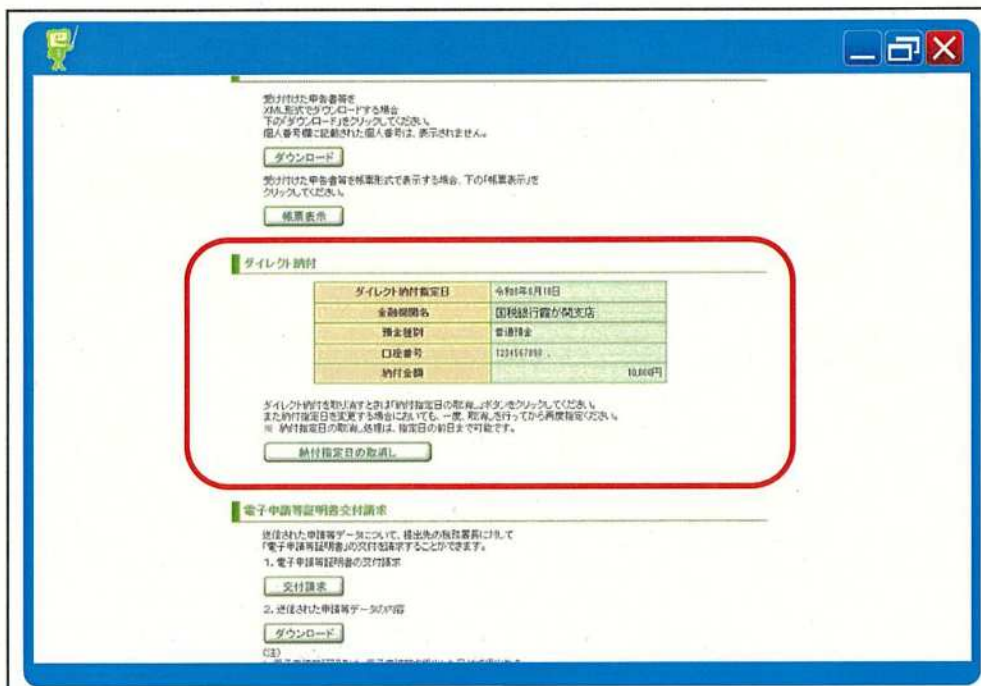 受け付けた申告書等を
XML形式でダウンロードする場合
下の「ダウンロード」をクリックしてください。
個人番号欄に記載された個人番号は、表示されません。
ダウンロード
受け付けた申告書等を帳票形式で表示する場合、下の「帳票表示」を
クリックしてください。
帳票表示
ダイレクト納付
ダイレクト納付指定日
金融機関名 国税銀行霞が関支店
預金種別 普通預金
口座番号 1234567890
納付金額 10,000円
ダイレクト納付を取り消すときは「納付指定日の取消し」ボタンをクリックしてください。
また納付指定日を変更する場合においても、一度、取消しを行ってから再度指定ください。
※ 納付指定日の取消し処理は、指定日の前日まで可能です。
納付指定日の取消し
電子申請等証明書交付請求
送信された申請等データについて、提出先の税務署長に対して
「電子申請等証明書」の交付を請求することができます。
1. 電子申請等証明書の交付請求
交付請求
2. 送信された申請等データの内容
ダウンロード
(注)